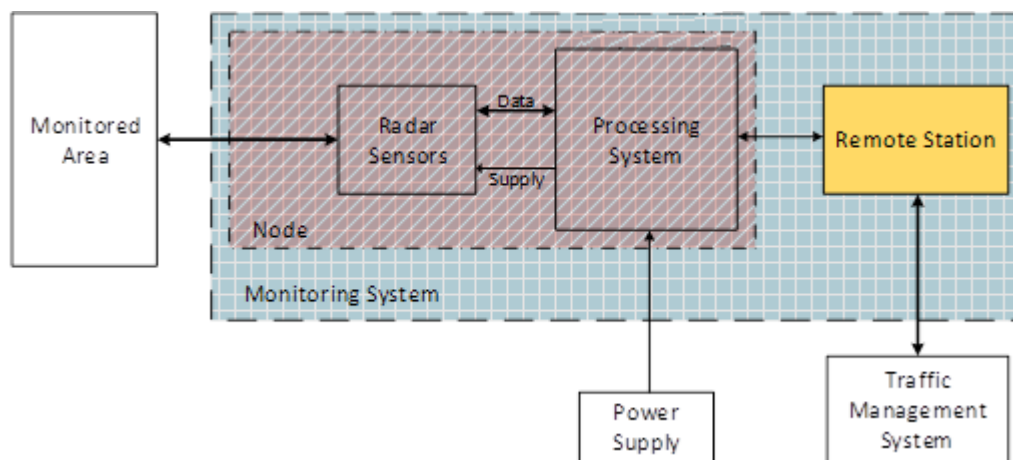 Monitored
Area
Radar
Sensors
Data
Supply
Processing
System
Remote Station
Node
Monitoring System
Power
Supply
Traffic
Management
System